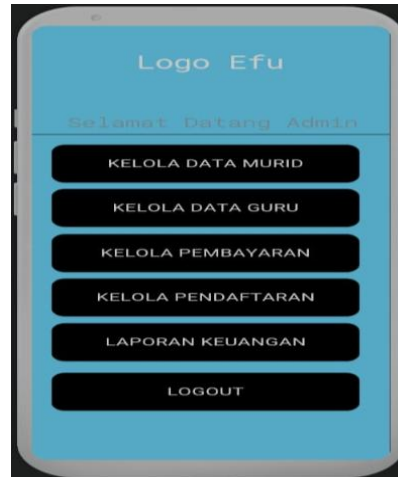 Logo Efu
Selamat Datang Admin
KELOLA DATA MURID
KELOLA DATA GURU
KELOLA PEMBAYARAN
KELOLA PENDAFTARAN
LAPORAN KEUANGAN
LOGOUT